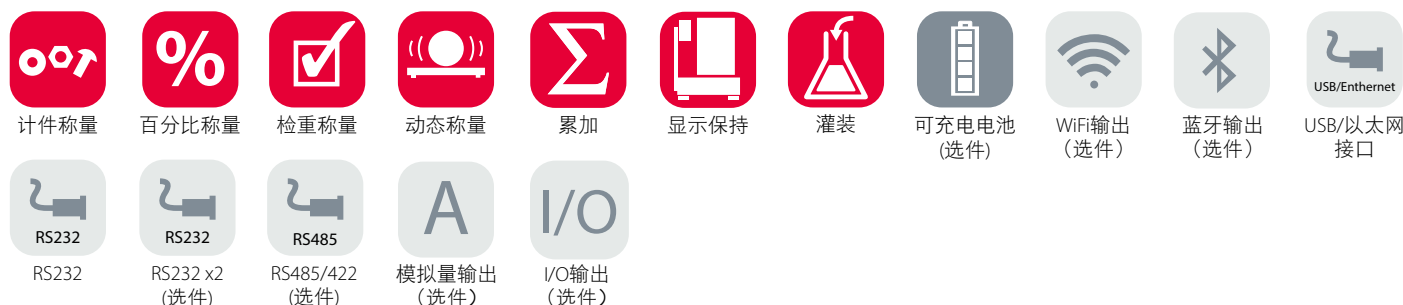 %
Σ
USB/Enthernet
计件称量
百分比称量
检重称量
动态称量
累加
显示保持
灌装
可充电电池
(选件)
WiFi输出
（选件）
蓝牙输出
（选件）
USB/以太网
接口
RS232
RS232
RS485
A
I/O
RS232
RS232 x2
(选件)
RS485/422
(选件)
模拟量输出
（选件）
I/O输出
（选件）